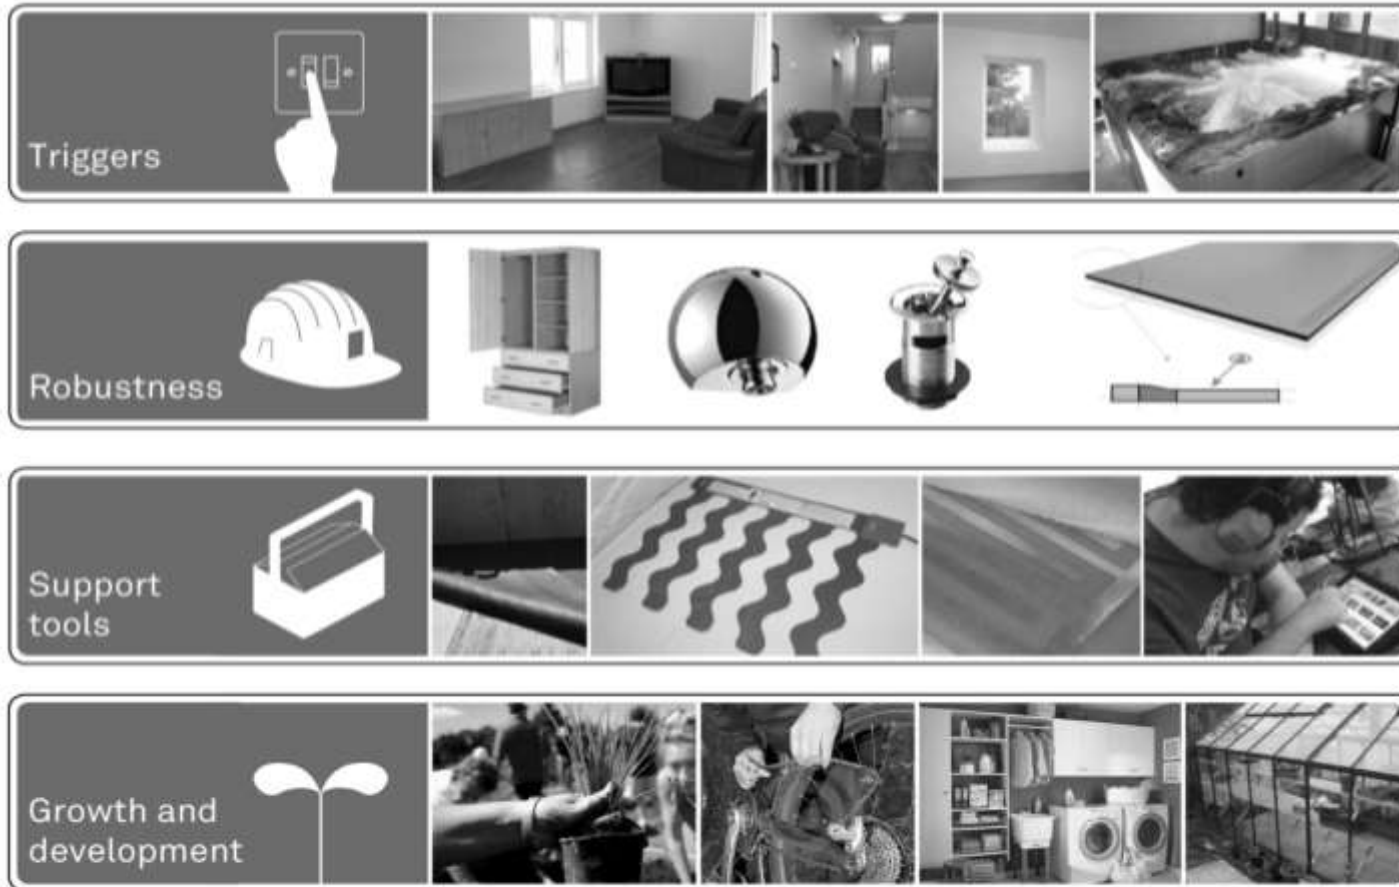 Triggers
Robustness
Support
tools
Growth and
development